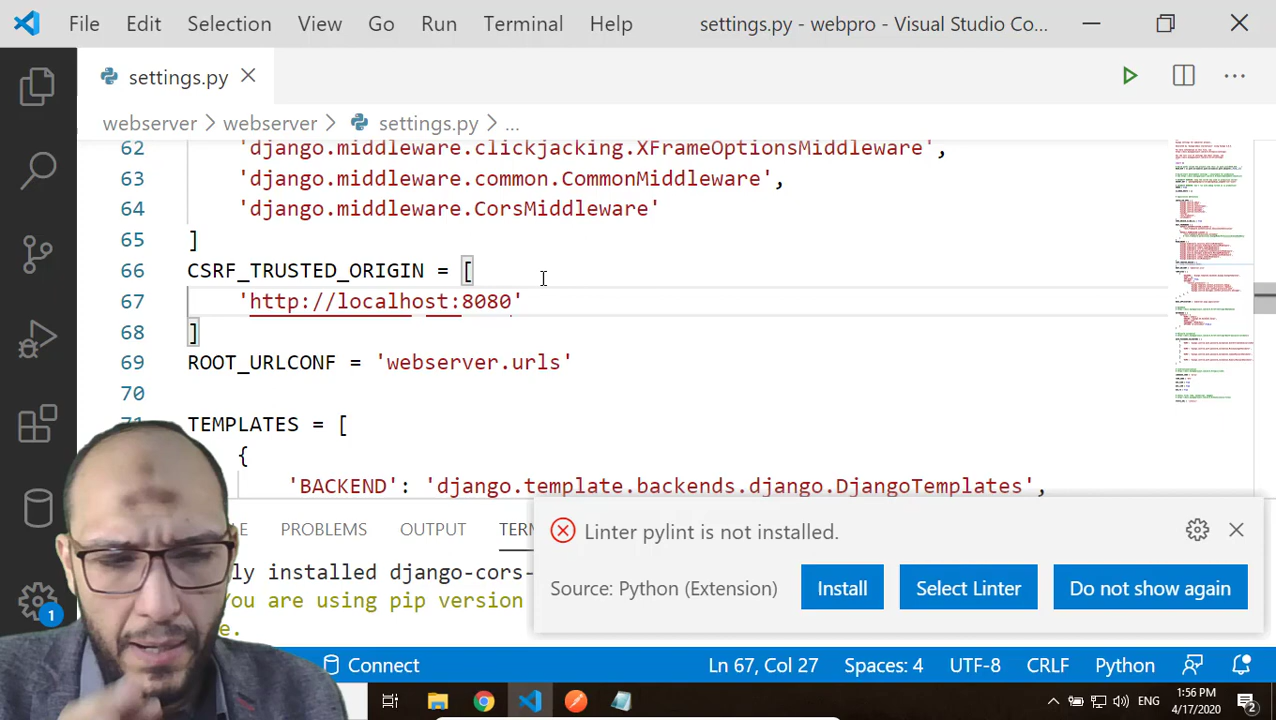 File Edit Selection View Go Run Terminal Help settings.py - webpro - Visual Studio Co...
settings.py
webserver > webserver > settings.py > ...
62 'django.middleware.clickjacking.XFrameOptionsMiddleware'
63 CommonMiddleware',
64 'django.middleware.CorsMiddleware'
65 ]
66 CSRF_TRUSTED_ORIGIN = [
67 'http://localhost:8080'
68 ]
69 ROOT_URLCONF = 'webserver.urls'
70
71 TEMPLATES = [
{
'BACKEND': 'django.template.backends.django.DjangoTemplates',
PROBLEMS OUTPUT
Linter pylint is not installed.
ly installed django-cors-
Source: Python (Extension) Install Select Linter Do not show again
You are using pip version
e.
1
Connect Ln 67, Col 27 Spaces: 4 UTF-8 CRLF Python
ENG 1:56 PM
4/17/2020 2